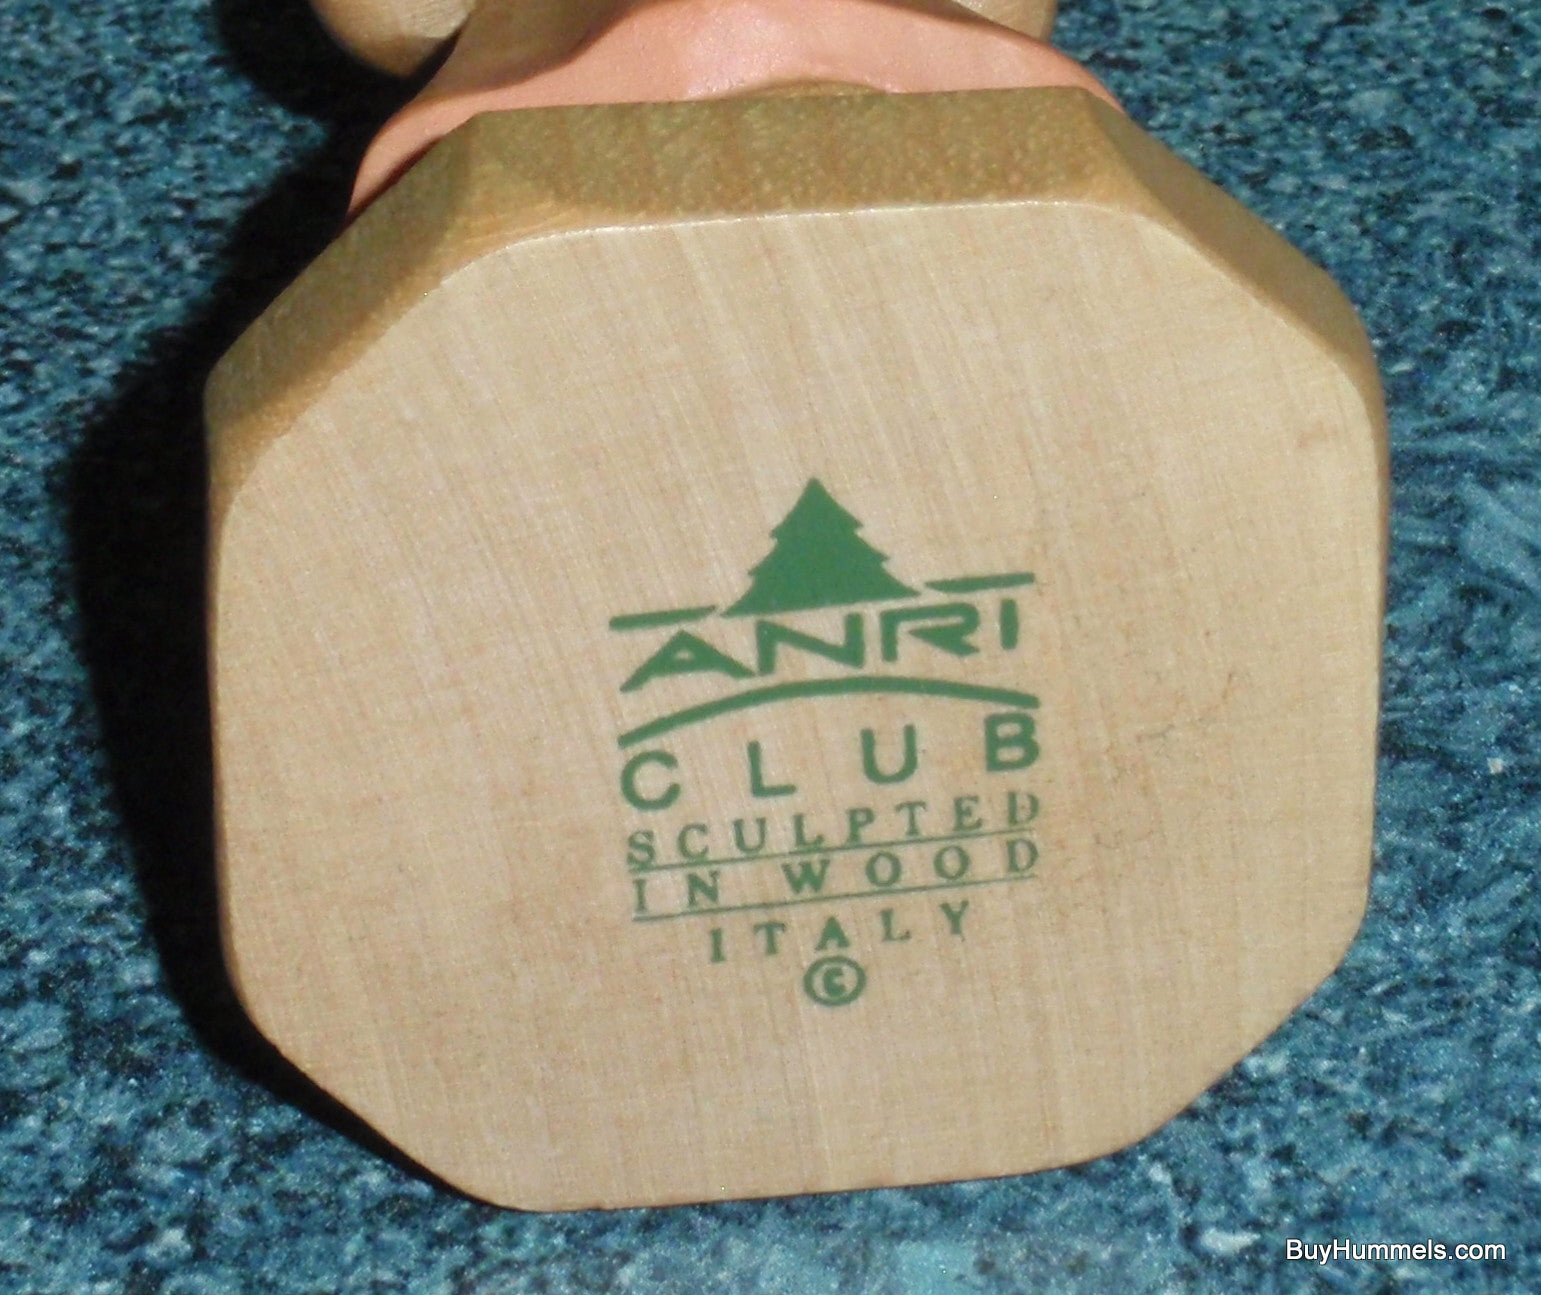 ANRI
CLUB
SCULPTED
IN WOOD
ITALY
©
BuyHummels.com